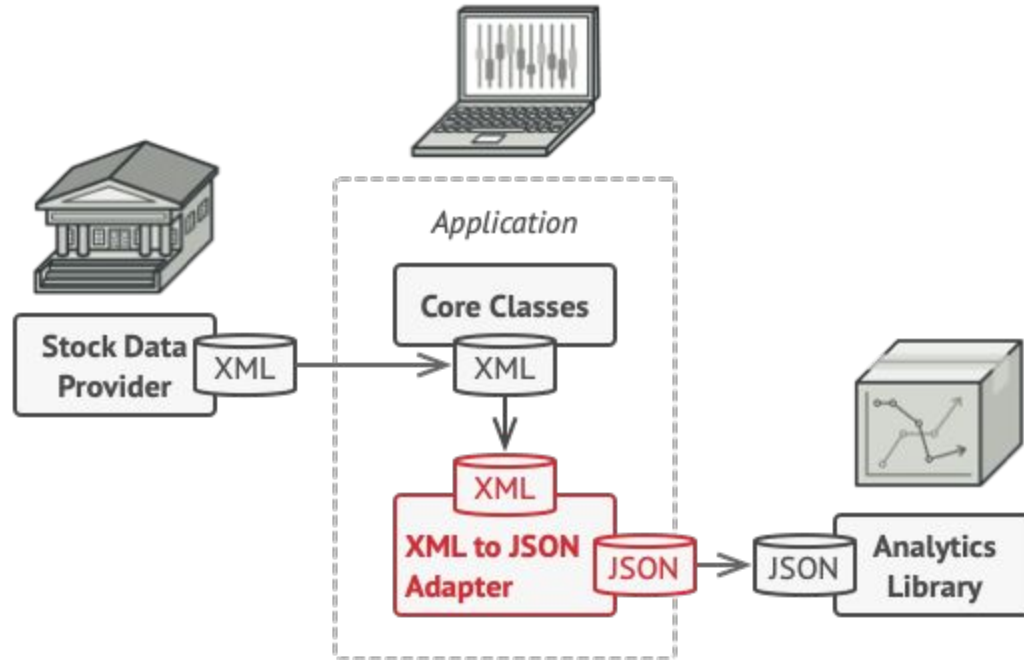 Application
Core Classes
XML
Stock Data
Provider
XML
XML
XML to JSON
Adapter
JSON
JSON
Analytics
Library